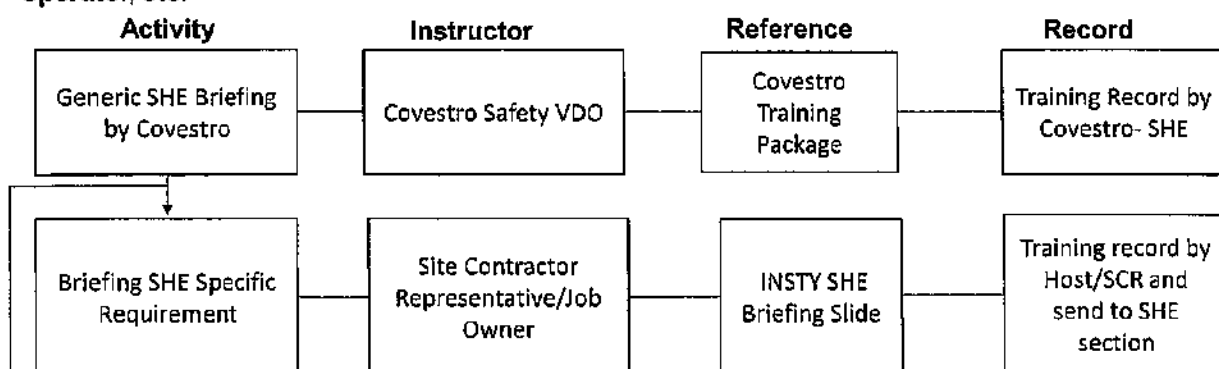 Activity Instructor Reference Record
Generic SHE Briefing
by Covestro
Covestro Safety VDO
Covestro
Training
Package
Training Record by
Covestro- SHE
Briefing SHE Specific
Requirement
Site Contractor
Representative/Job
Owner
INSTY SHE
Briefing Slide
Training record by
Host/SCR and
send to SHE
section